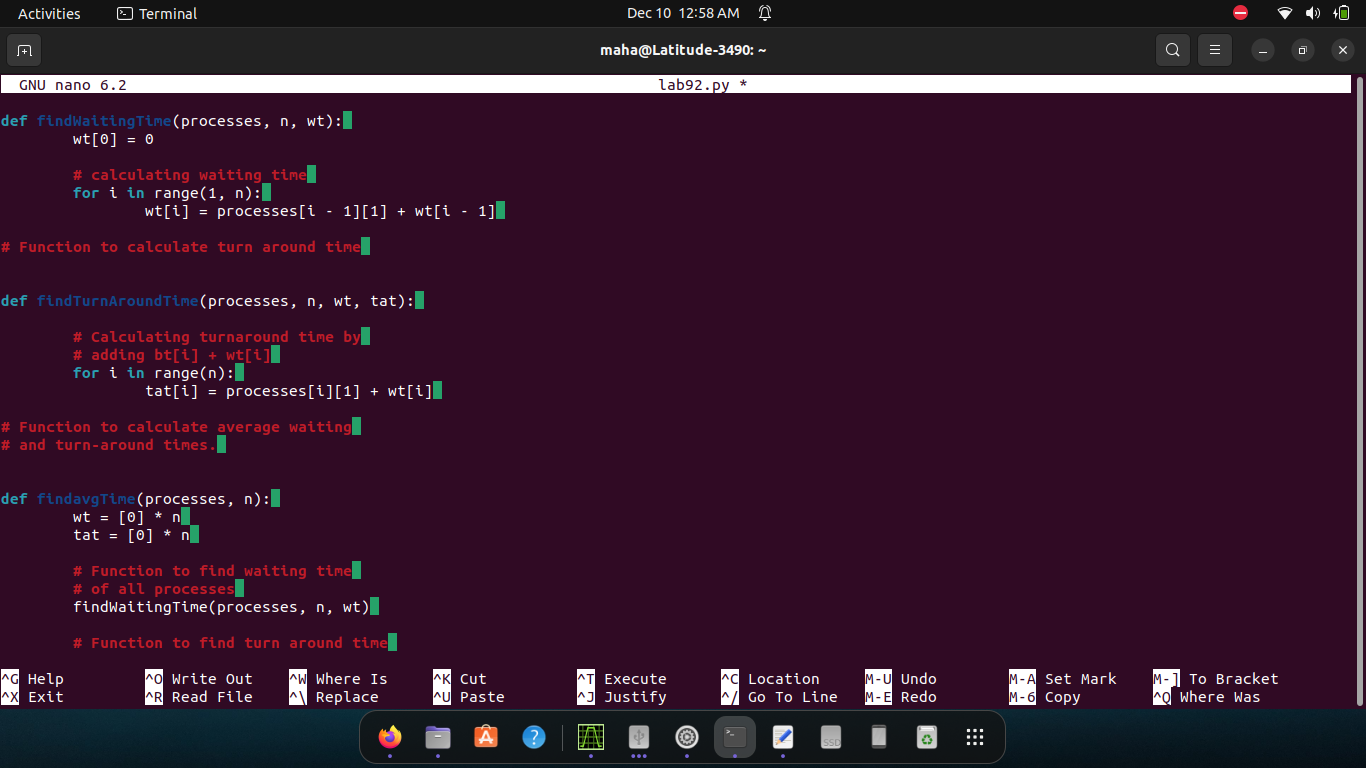 Activities Terminal Dec 10 12:58 AM
maha@Latitude-3490: ~
GNU nano 6.2 lab92.py *
def findWaitingTime(processes, n, wt):
        wt[0] = 0
        # calculating waiting time
        for i in range(1, n):
                wt[i] = processes[i - 1][1] + wt[i - 1]
# Function to calculate turn around time
def findTurnAroundTime(processes, n, wt, tat):
        # Calculating turnaround time by
        # adding bt[i] + wt[i]
        for i in range(n):
                tat[i] = processes[i][1] + wt[i]
# Function to calculate average waiting
# and turn-around times.
def findavgTime(processes, n):
        wt = [0] * n
        tat = [0] * n
        # Function to find waiting time
        # of all processes
        findWaitingTime(processes, n, wt)
        # Function to find turn around time
^G Help ^O Write Out ^W Where Is ^K Cut ^T Execute ^C Location M-U Undo M-A Set Mark M-] To Bracket
^X Exit ^R Read File ^\ Replace ^U Paste ^J Justify ^/ Go To Line M-E Redo M-6 Copy ^Q Where Was
SSD